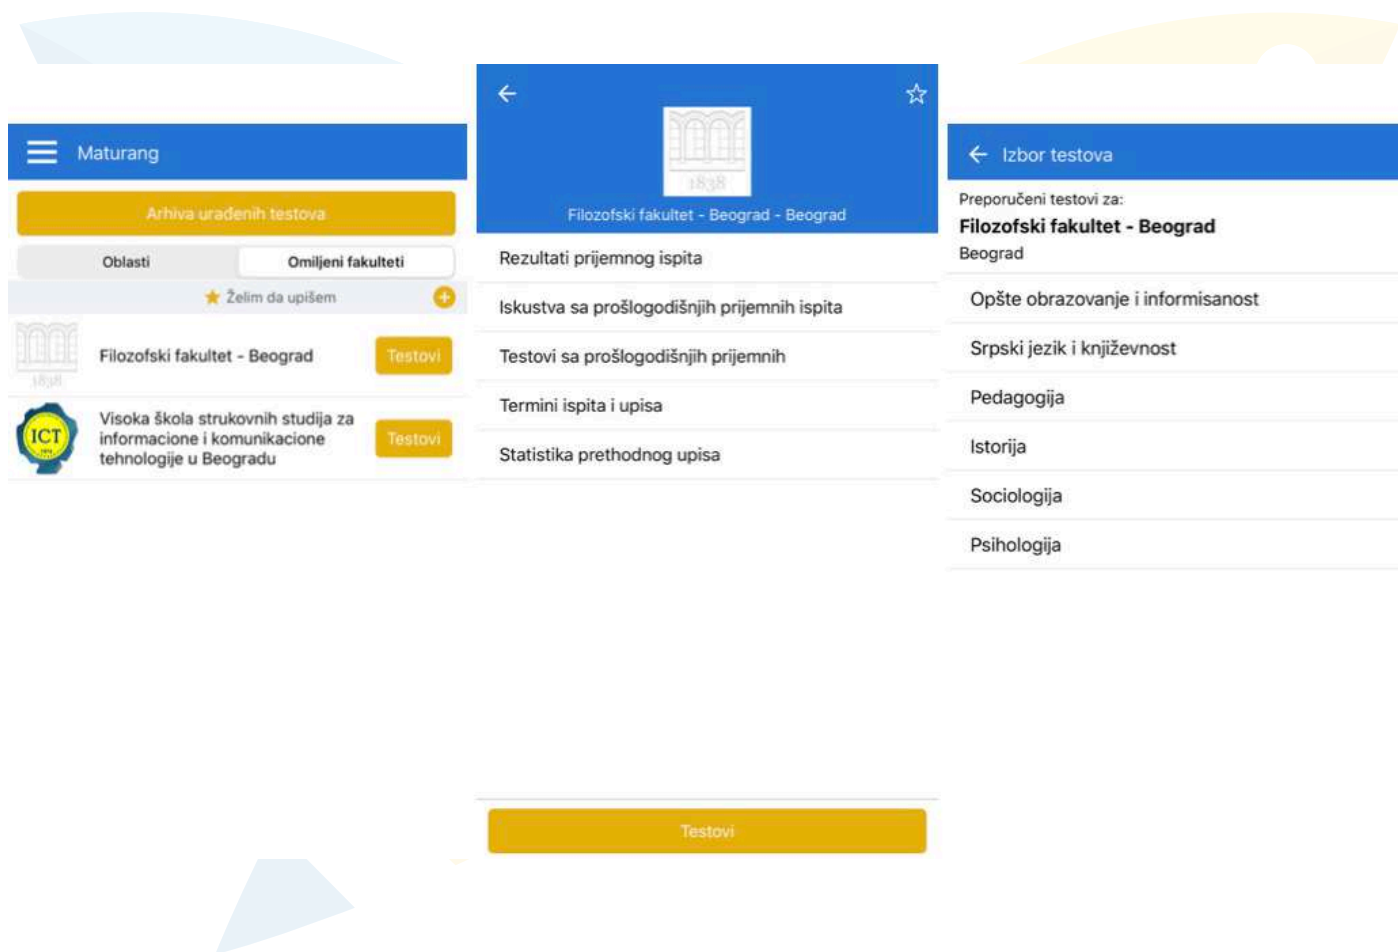 Maturang
Arhiva urađenih testova
Oblasti
Omiljeni fakulteti
Želim da upišem
1838
Filozofski fakultet - Beograd
Testovi
ICT
Visoka škola strukovnih studija za
informacione i komunikacione
tehnologije u Beogradu
Testovi
1838
Filozofski fakultet - Beograd - Beograd
Rezultati prijemnog ispita
Iskustva sa prošlogodišnjih prijemnih ispita
Testovi sa prošlogodišnjih prijemnih
Termini ispita i upisa
Statistika prethodnog upisa
Testovi
Izbor testova
Preporučeni testovi za:
Filozofski fakultet - Beograd
Beograd
Opšte obrazovanje i informisanost
Srpski jezik i književnost
Pedagogija
Istorija
Sociologija
Psihologija